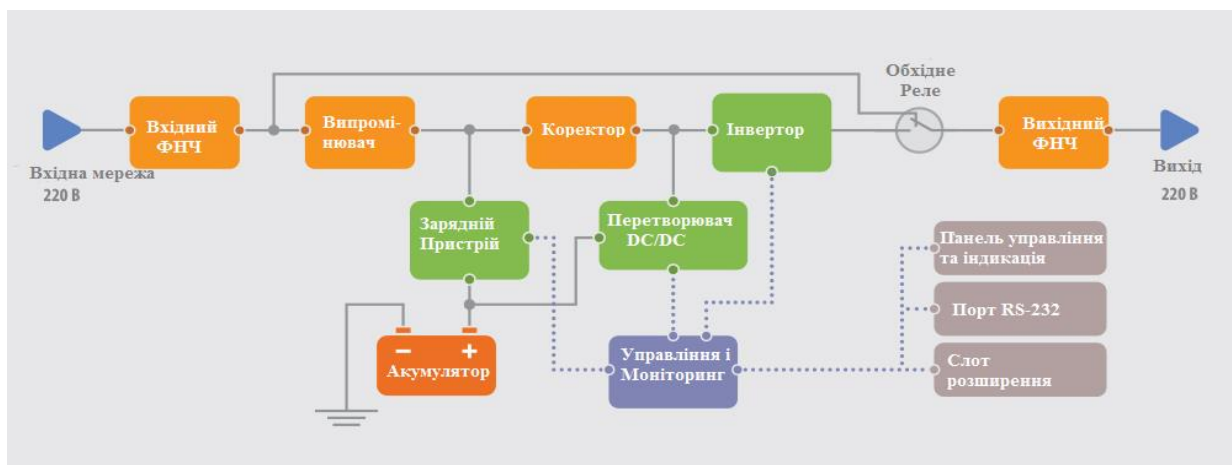 Обхідне
Реле
Вхідний
ФНЧ
Випромі-
нювач
Коректор
Інвертор
Вихідний
ФНЧ
Вхідна мережа
220 В
Вихід
220 В
Зарядній
Пристрій
Перетворювач
DC/DC
Панель управління
та індикація
Порт RS-232
Слот
розширення
Управління і
Моніторинг
− +
Акумулятор